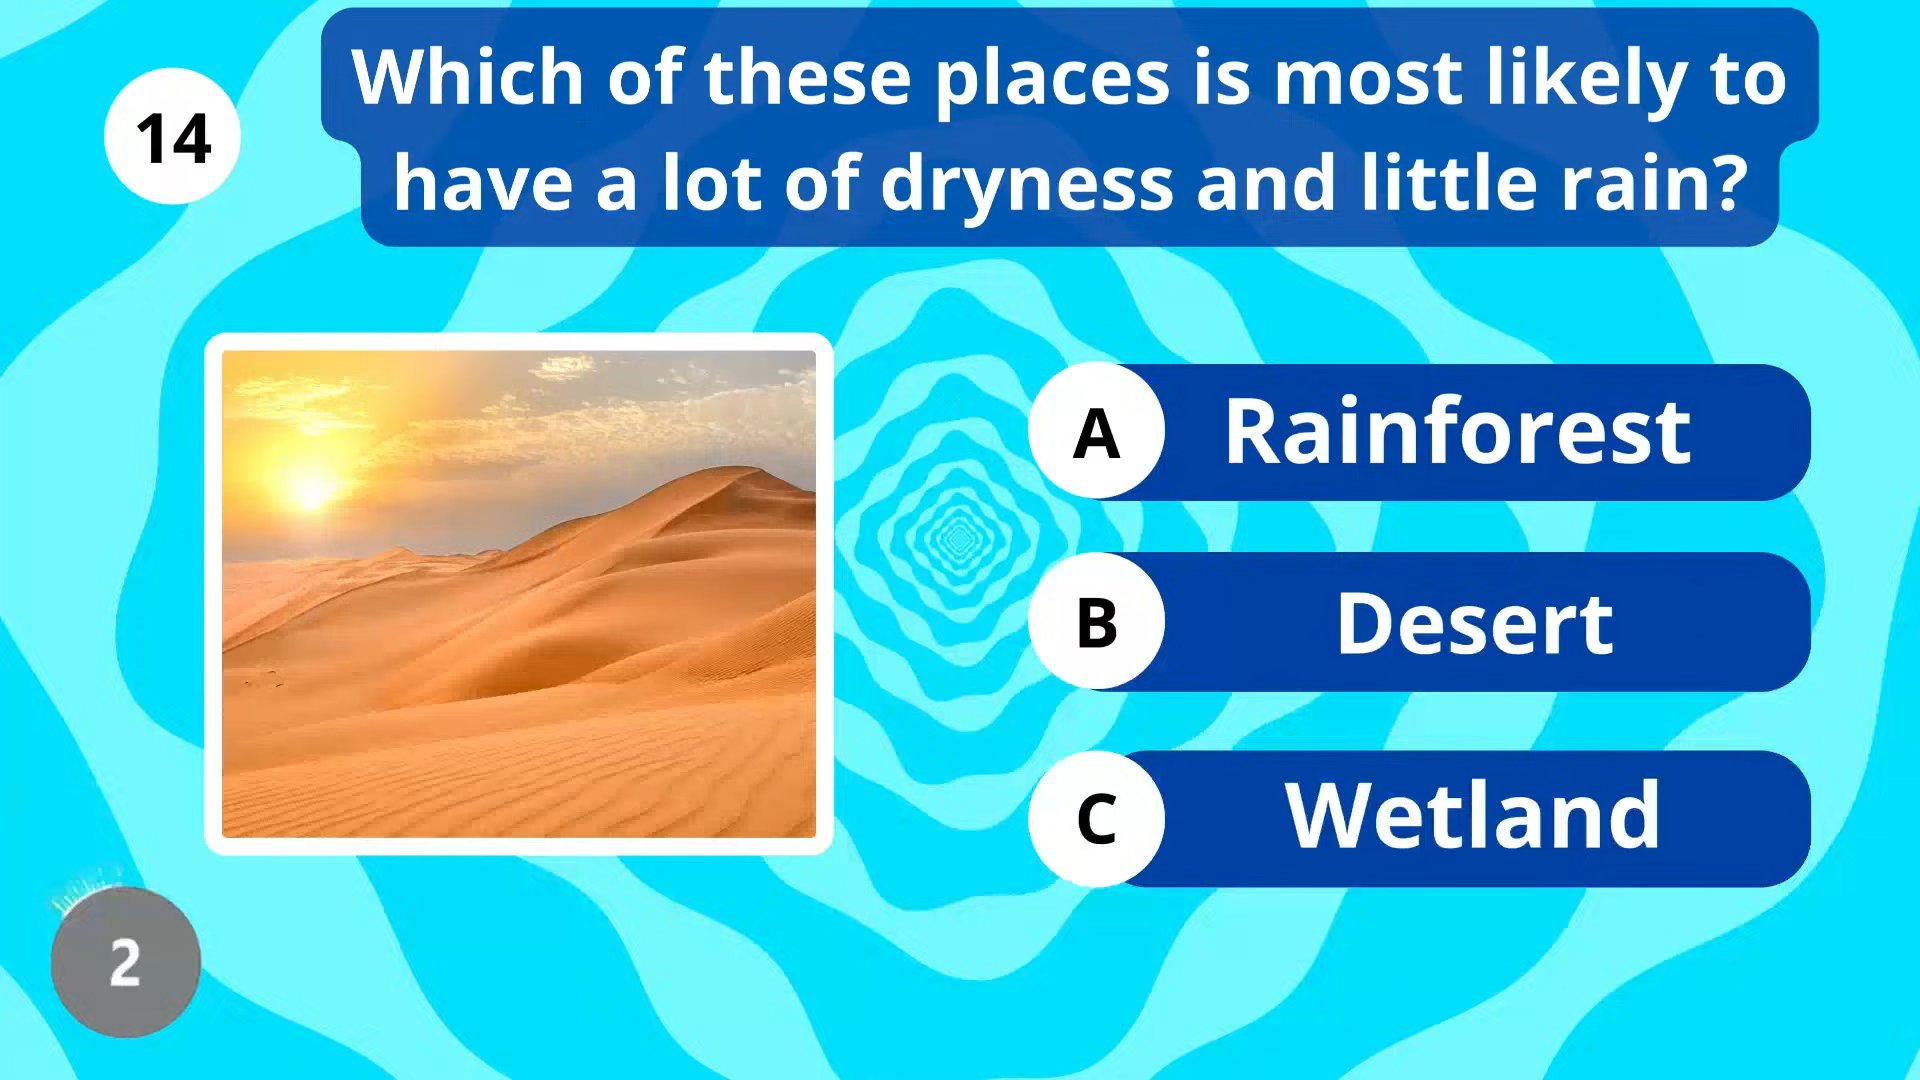 14
Which of these places is most likely to
have a lot of dryness and little rain?
A Rainforest
B Desert
C Wetland
2